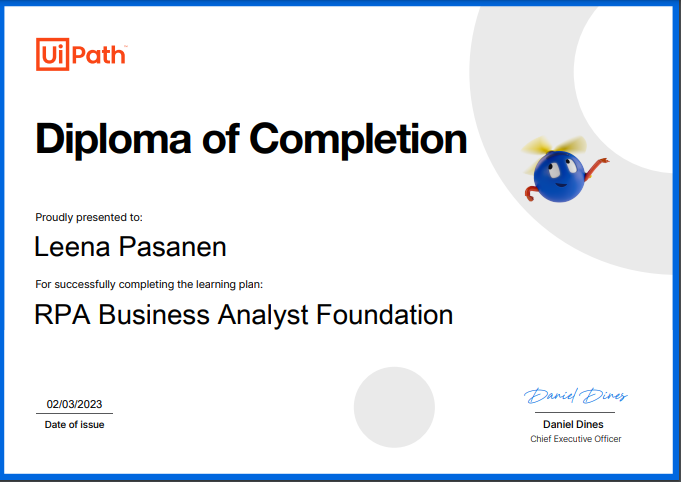 UiPath
Diploma of Completion
Proudly presented to:
Leena Pasanen
For successfully completing the learning plan:
RPA Business Analyst Foundation
02/03/2023
Date of issue
Daniel Dines
Daniel Dines
Chief Executive Officer